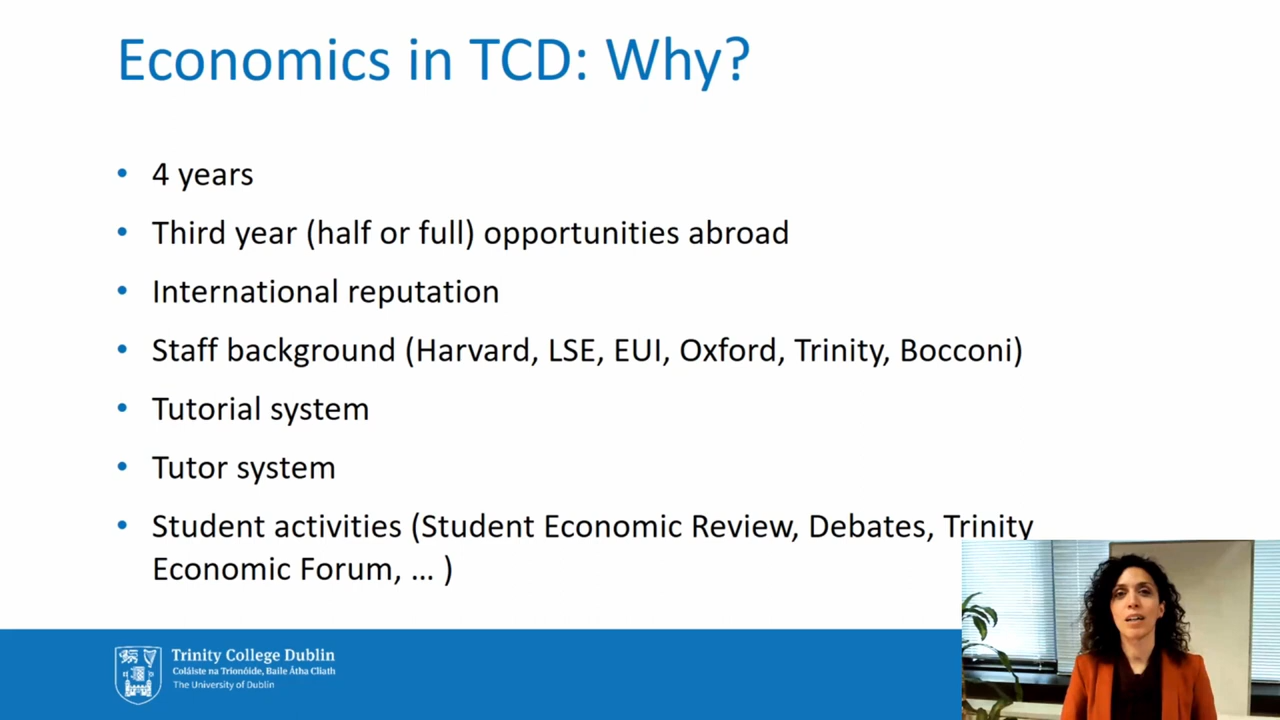 Economics in TCD: Why?
• 4 years
• Third year (half or full) opportunities abroad
• International reputation
• Staff background (Harvard, LSE, EUI, Oxford, Trinity, Bocconi)
• Tutorial system
• Tutor system
• Student activities (Student Economic Review, Debates, Trinity
Economic Forum, ... )
Trinity College Dublin
Coláiste na Tríonóide, Baile Átha Cliath
The University of Dublin